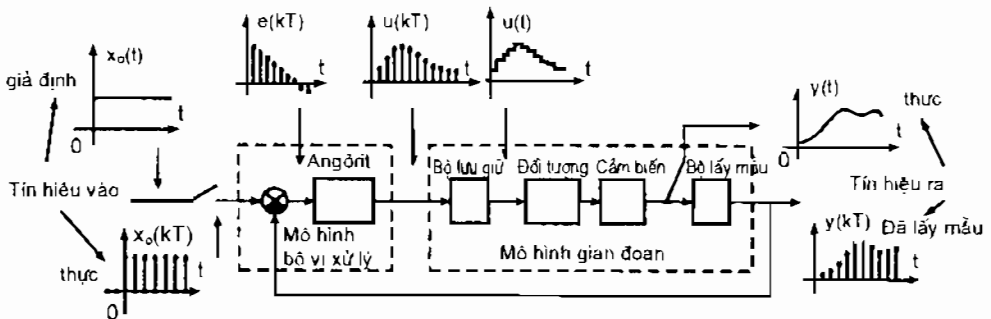 e(kT)
t
u(kT)
t
u(t)
t
x₀(t)
giả định
t
0
y(t)
thực
t
0
Angôrit
Bộ lưu giữ
Đối tượng
Cảm biến
Bộ lấy mẫu
Tín hiệu vào
Tín hiệu ra
x₀(kT)
thực
t
0
Mô hình
bộ vi xử lý
Mô hình gian đoạn
y(kT)
Đã lấy mẫu
t
0